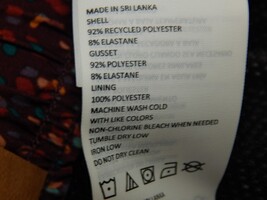 MADE IN SRI LANKA
SHELL
92% RECYCLED POLYESTER
8% ELASTANE
GUSSET
92% POLYESTER
8% ELASTANE
LINING
100% POLYESTER
MACHINE WASH COLD
WITH LIKE COLORS
NON-CHLORINE BLEACH WHEN NEEDED
TUMBLE DRY LOW
IRON LOW
DO NOT DRY CLEAN